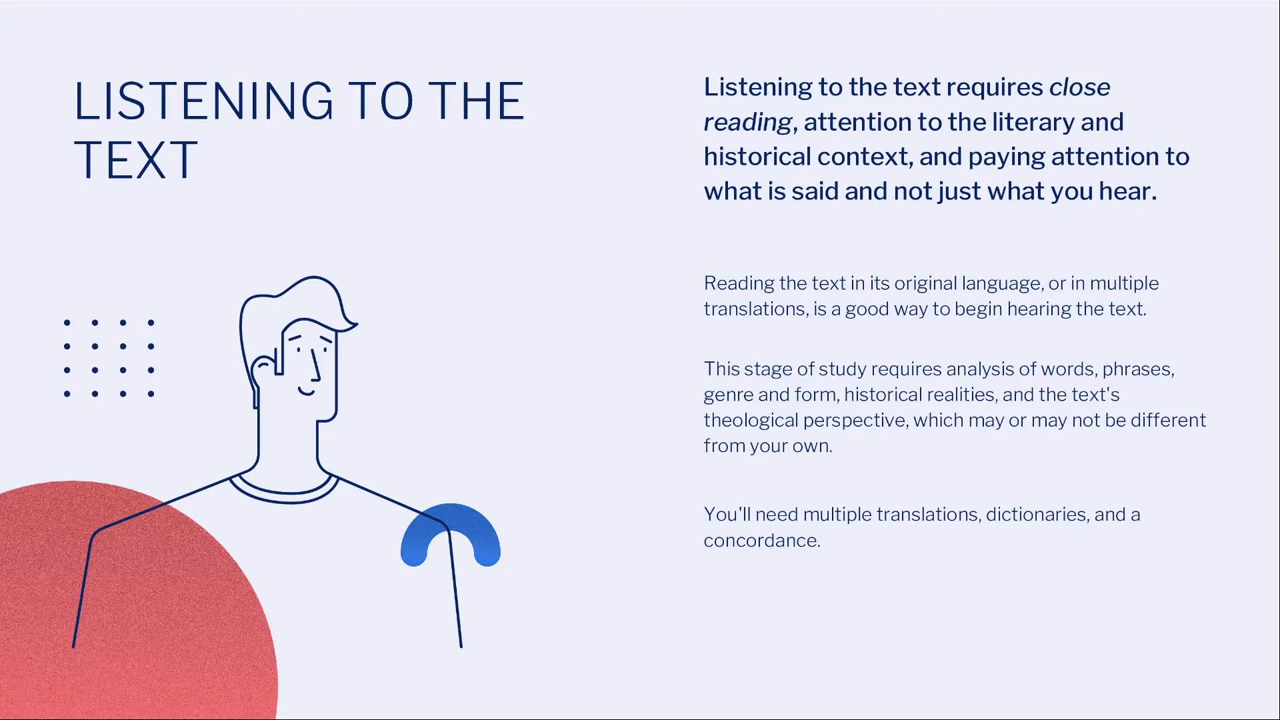 LISTENING TO THE
TEXT
Listening to the text requires close
reading, attention to the literary and
historical context, and paying attention to
what is said and not just what you hear.
Reading the text in its original language, or in multiple
translations, is a good way to begin hearing the text.
This stage of study requires analysis of words, phrases,
genre and form, historical realities, and the text's
theological perspective, which may or may not be different
from your own.
You'll need multiple translations, dictionaries, and a
concordance.